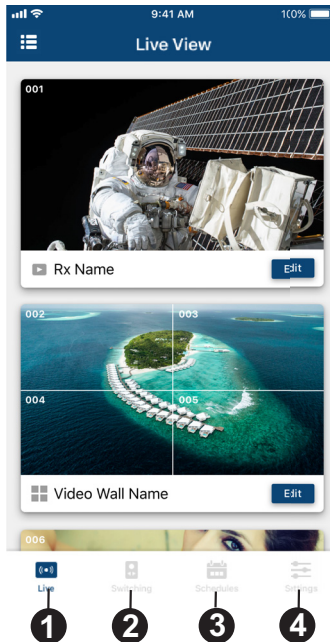 9:41 AM
100%
Live View
001
Rx Name
Edit
002
003
004
005
Video Wall Name
Edit
006
Live
Switching
Schedules
Settings
1
2
3
4